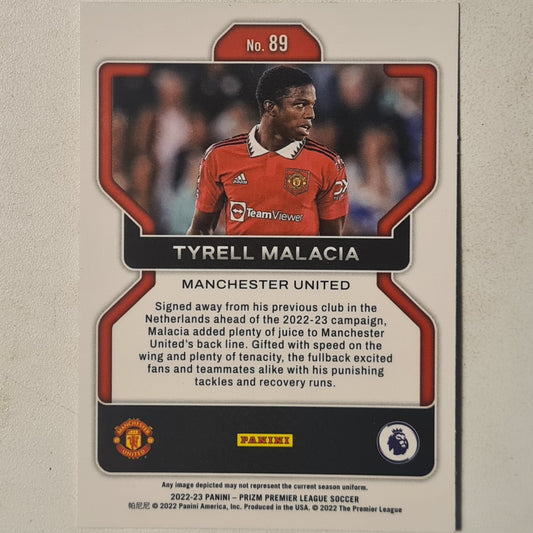 No. 89
adidas
TeamViewer
TYRELL MALACIA
MANCHESTER UNITED
Signed away from his previous club in the
Netherlands ahead of the 2022-23 campaign,
Malacia added plenty of juice to Manchester
United's back line. Gifted with speed on the
wing and plenty of tenacity, the fullback excited
fans and teammates alike with his punishing
tackles and recovery runs.
MANCHESTER
UNITED
PANINI
Any image depicted may not represent the current season uniform.
2022-23 PANINI – PRIZM PREMIER LEAGUE SOCCER
帕尼尼 © 2022 Panini America, Inc. Produced in the USA. © 2022 The Premier League